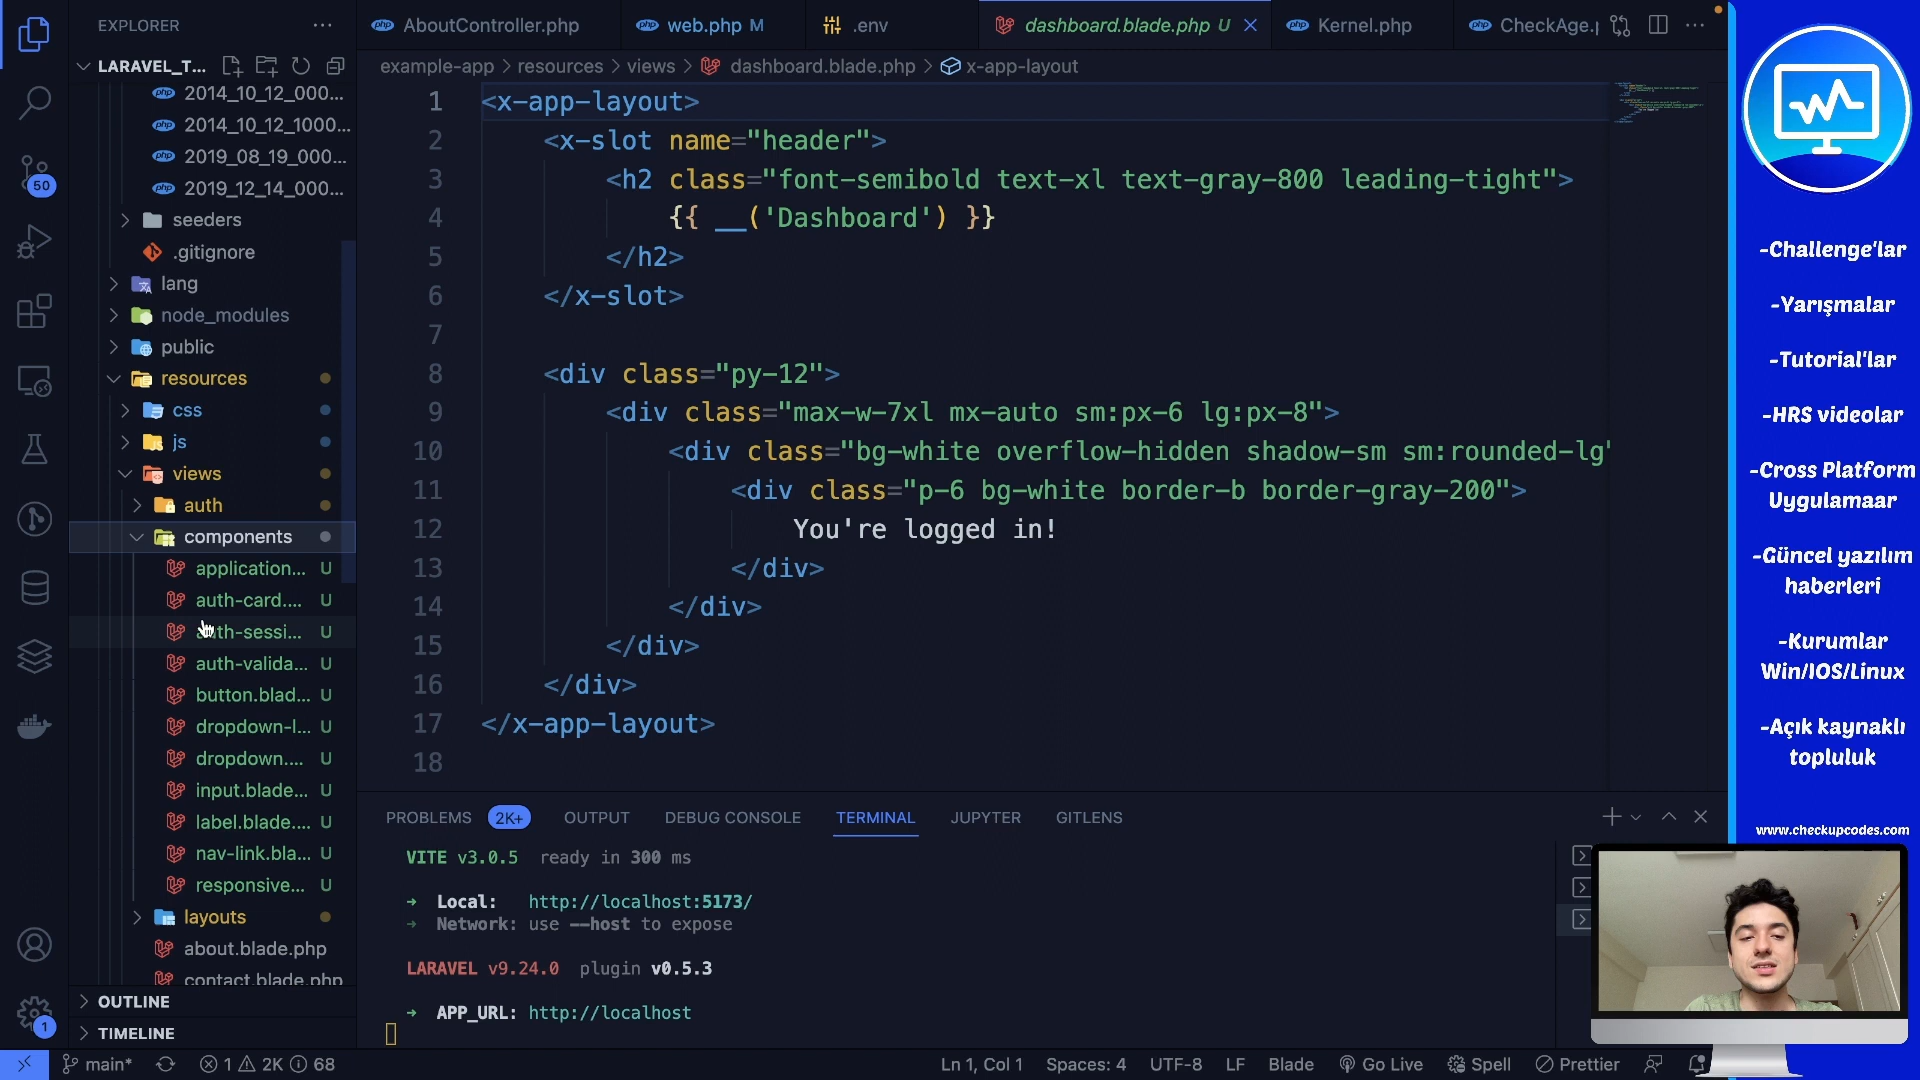 EXPLORER
LARAVEL_T...
2014_10_12_000...
2014_10_12_1000...
2019_08_19_000...
2019_12_14_000...
seeders
.gitignore
lang
node_modules
public
resources
css
js
views
auth
components
application... U
auth-card.... U
auth-sessi... U
auth-valida... U
button.blad... U
dropdown-l... U
dropdown.... U
input.blade... U
label.blade.... U
nav-link.bla... U
responsive... U
layouts
about.blade.php
contact.blade.php
OUTLINE
TIMELINE
50
1
AboutController.php
web.php M
.env
dashboard.blade.php U
Kernel.php
CheckAge.p
example-app > resources > views > dashboard.blade.php > x-app-layout
1 <x-app-layout>
2 <x-slot name="header">
3 <h2 class="font-semibold text-xl text-gray-800 leading-tight">
4 {{ __('Dashboard') }}
5 </h2>
6 </x-slot>
7
8 <div class="py-12">
9 <div class="max-w-7xl mx-auto sm:px-6 lg:px-8">
10 <div class="bg-white overflow-hidden shadow-sm sm:rounded-lg"
11 <div class="p-6 bg-white border-b border-gray-200">
12 You're logged in!
13 </div>
14 </div>
15 </div>
16 </div>
17 </x-app-layout>
18
PROBLEMS 2K+ OUTPUT DEBUG CONSOLE TERMINAL JUPYTER GITLENS
VITE v3.0.5 ready in 300 ms
➜ Local: http://localhost:5173/
➜ Network: use --host to expose
LARAVEL v9.24.0 plugin v0.5.3
➜ APP_URL: http://localhost
main* 1 2K 68 Ln 1, Col 1 Spaces: 4 UTF-8 LF Blade Go Live Spell Prettier
-Challenge'lar
-Yarışmalar
-Tutorial'lar
-HRS videolar
-Cross Platform
Uygulamaar
-Güncel yazılım
haberleri
-Kurumlar
Win/IOS/Linux
-Açık kaynaklı
topluluk
www.checkupcodes.com